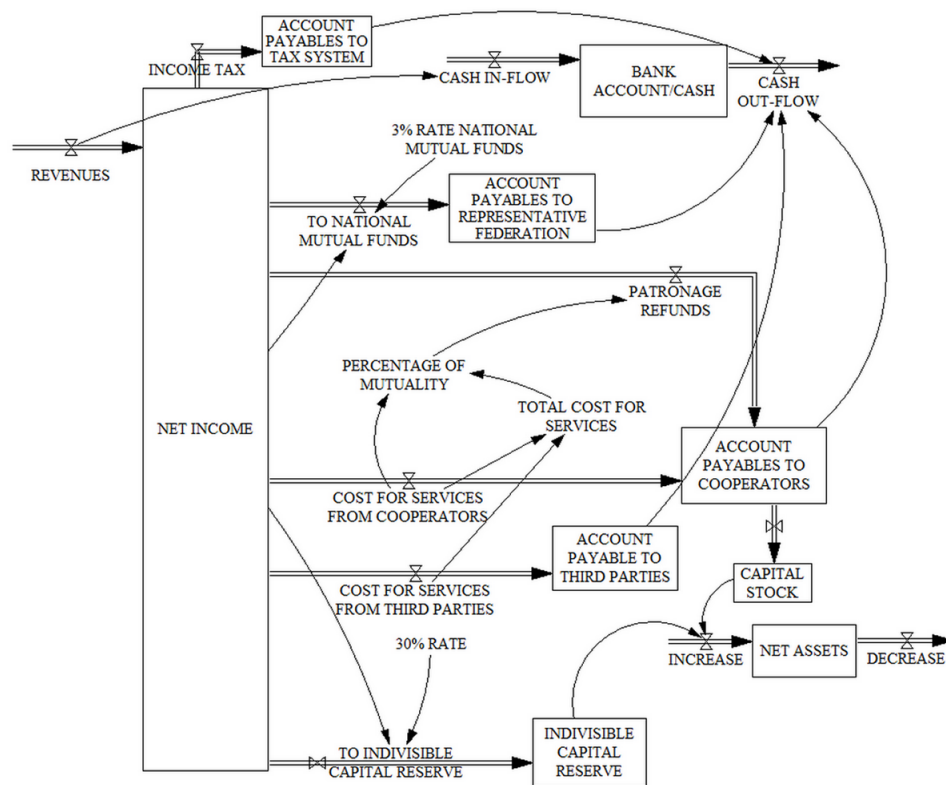 ACCOUNT
PAYABLES TO
TAX SYSTEM
INCOME TAX
CASH IN-FLOW
BANK
ACCOUNT/CASH
CASH
OUT-FLOW
REVENUES
3% RATE NATIONAL
MUTUAL FUNDS
TO NATIONAL
MUTUAL FUNDS
ACCOUNT
PAYABLES TO
REPRESENTATIVE
FEDERATION
PATRONAGE
REFUNDS
PERCENTAGE OF
MUTUALITY
TOTAL COST FOR
SERVICES
NET INCOME
ACCOUNT
PAYABLES TO
COOPERATORS
COST FOR SERVICES
FROM COOPERATORS
ACCOUNT
PAYABLE TO
THIRD PARTIES
COST FOR SERVICES
FROM THIRD PARTIES
CAPITAL
STOCK
30% RATE
INCREASE
NET ASSETS
DECREASE
TO INDIVISIBLE
CAPITAL RESERVE
INDIVISIBLE
CAPITAL
RESERVE